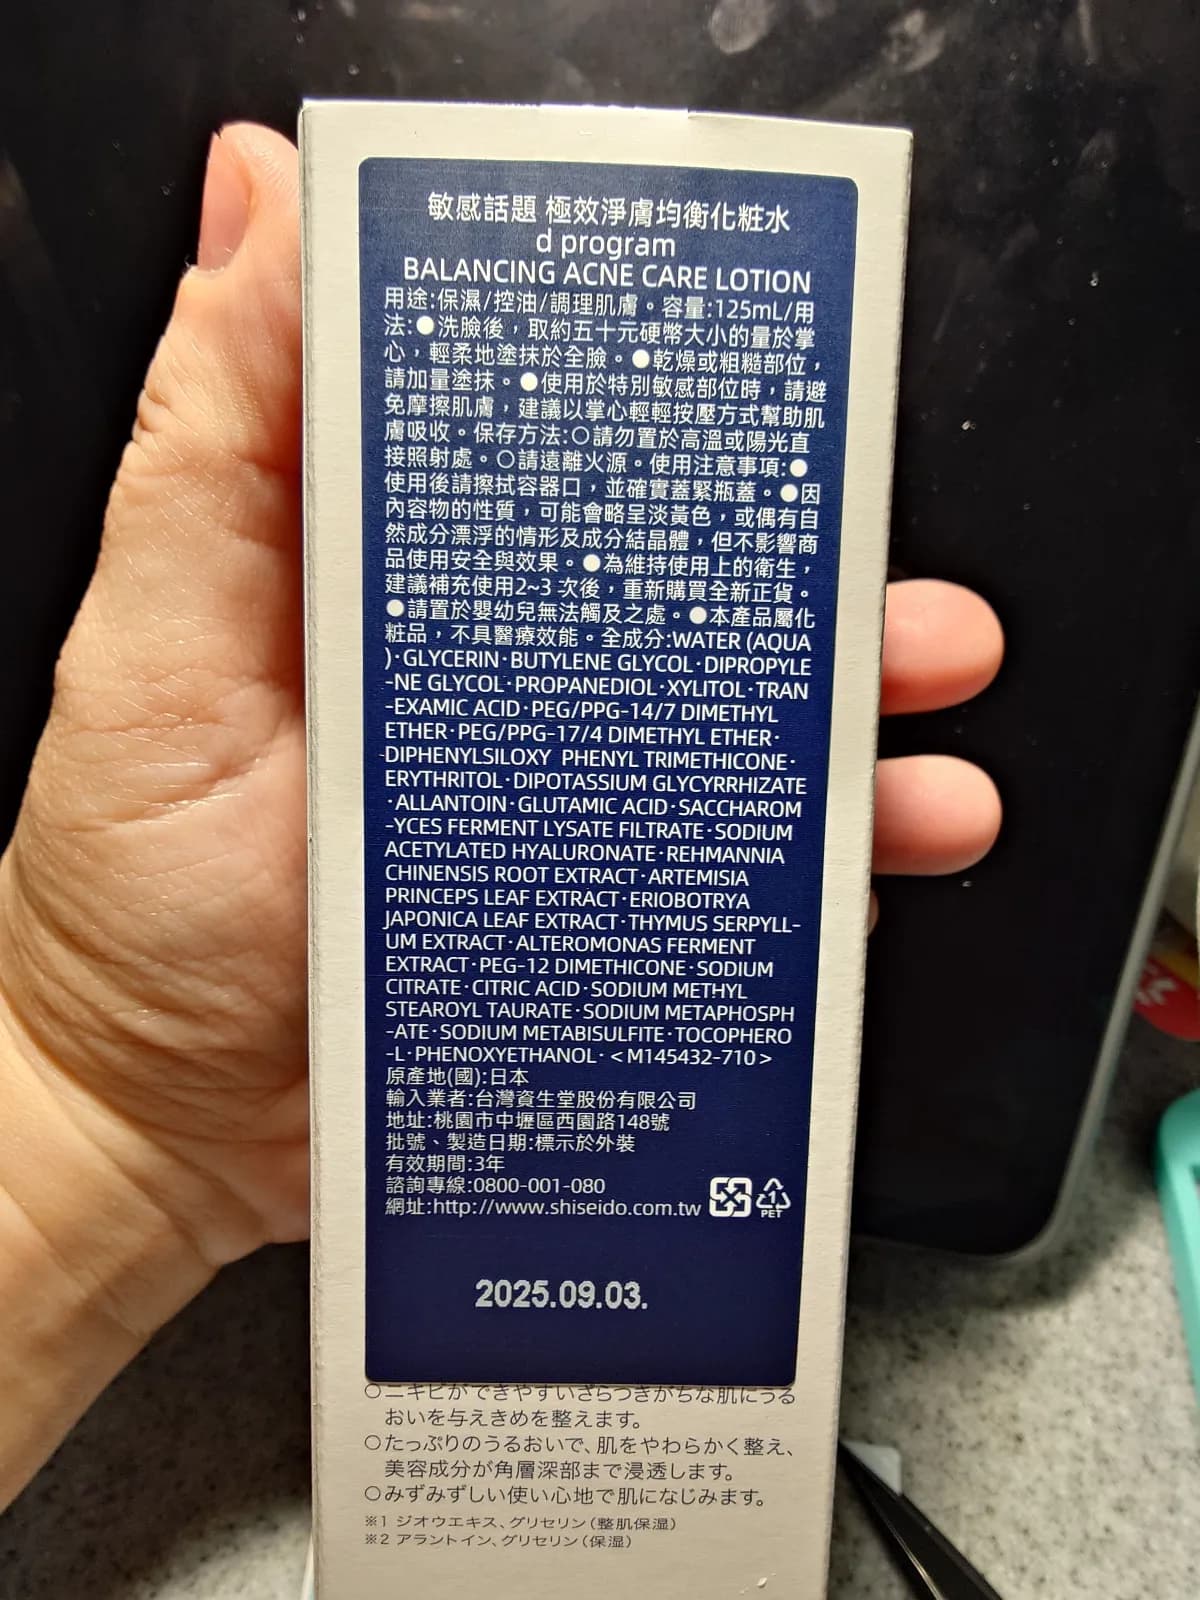 敏感話題 極效淨膚均衡化粧水
d program
BALANCING ACNE CARE LOTION
用途:保濕/控油/調理肌膚。容量:125mL/用
法:●洗臉後，取約五十元硬幣大小的量於掌
心，輕柔地塗抹於全臉。●乾燥或粗糙部位，
請加量塗抹。●使用於特別敏感部位時，請避
免摩擦肌膚，建議以掌心輕輕按壓方式幫助肌
膚吸收。保存方法:○請勿置於高溫或陽光直
接照射處。○請遠離火源。使用注意事項:●
使用後請擦拭容器口，並確實蓋緊瓶蓋。●因
內容物的性質，可能會略呈淡黃色，或偶有自
然成分漂浮的情形及成分結晶體，但不影響商
品使用安全與效果。●為維持使用上的衛生，
建議補充使用2~3 次後，重新購買全新正貨。
●請置於嬰幼兒無法觸及之處。●本產品屬化
粧品，不具醫療效能。全成分:WATER (AQUA
)·GLYCERIN·BUTYLENE GLYCOL·DIPROPYLE
-NE GLYCOL·PROPANEDIOL·XYLITOL·TRAN
-EXAMIC ACID·PEG/PPG-14/7 DIMETHYL
ETHER·PEG/PPG-17/4 DIMETHYL ETHER·
-DIPHENYLSILOXY PHENYL TRIMETHICONE·
ERYTHRITOL·DIPOTASSIUM GLYCYRRHIZATE
·ALLANTOIN·GLUTAMIC ACID·SACCHAROM
-YCES FERMENT LYSATE FILTRATE·SODIUM
ACETYLATED HYALURONATE·REHMANNIA
CHINENSIS ROOT EXTRACT·ARTEMISIA
PRINCEPS LEAF EXTRACT·ERIOBOTRYA
JAPONICA LEAF EXTRACT·THYMUS SERPYLL-
UM EXTRACT·ALTEROMONAS FERMENT
EXTRACT·PEG-12 DIMETHICONE·SODIUM
CITRATE·CITRIC ACID·SODIUM METHYL
STEAROYL TAURATE·SODIUM METAPHOSPH
-ATE·SODIUM METABISULFITE·TOCOPHERO
-L·PHENOXYETHANOL·<M145432-710>
原產地(國):日本
輸入業者:台灣資生堂股份有限公司
地址:桃園市中壢區西園路148號
批號、製造日期:標示於外裝
有效期間:3年
諮詢專線:0800-001-080
網址:http://www.shiseido.com.tw
1
PET
2025.09.03.
○ニキビができやすいざらつきがちな肌にうる
おいを与えきめを整えます。
○たっぷりのうるおいで、肌をやわらかく整え、
美容成分が角層深部まで浸透します。
○みずみずしい使い心地で肌になじみます。
※1 ジオウエキス、グリセリン（整肌保湿）
※2 アラントイン、グリセリン（保湿）